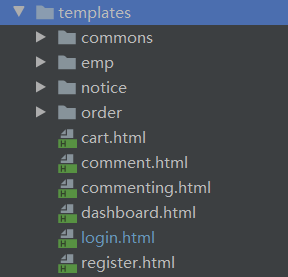 templates
commons
emp
notice
order
cart.html
comment.html
commenting.html
dashboard.html
login.html
register.html